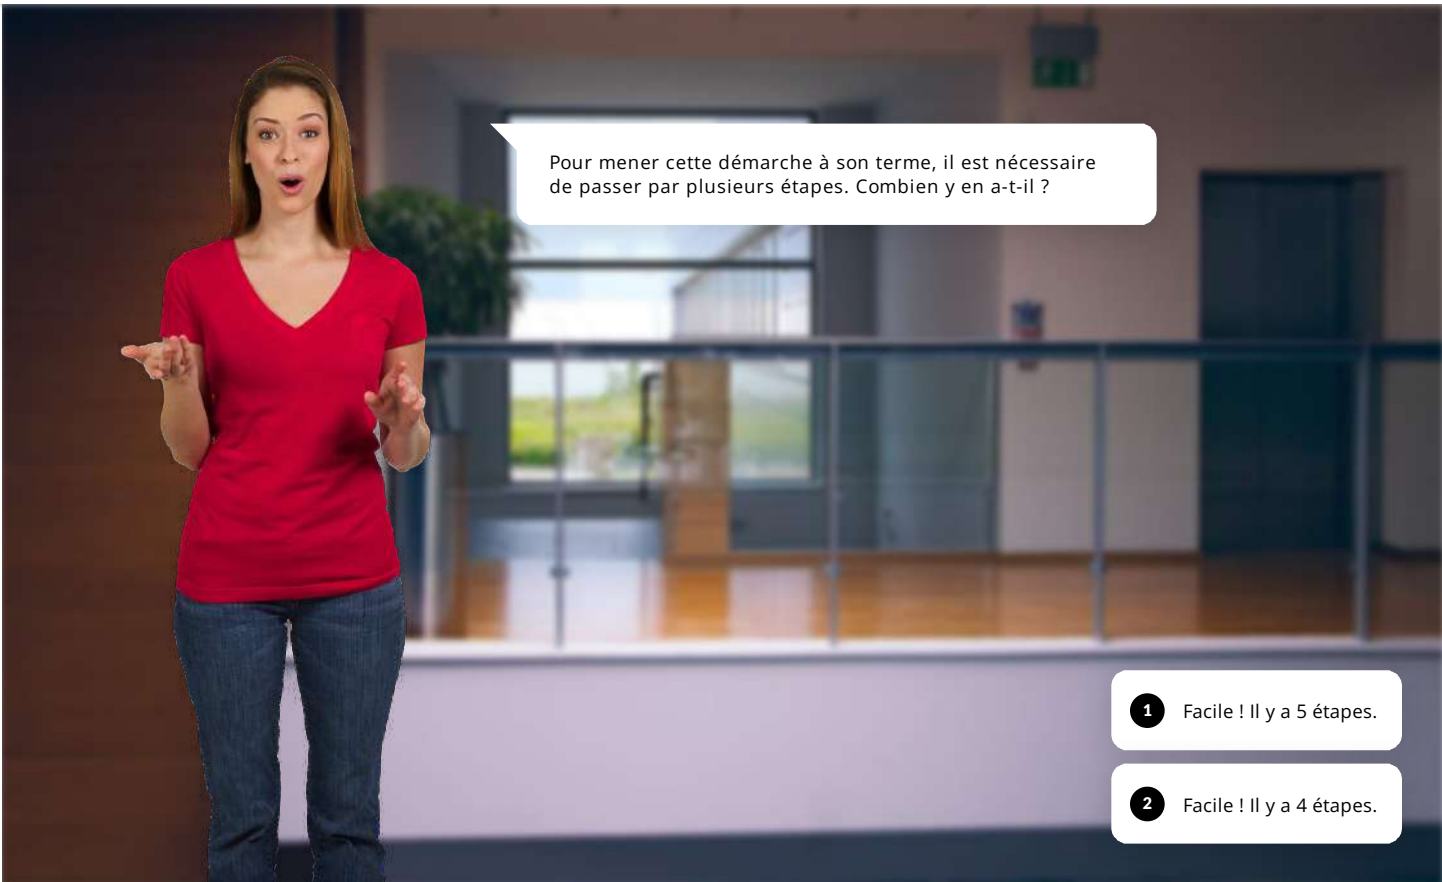 Pour mener cette démarche à son terme, il est nécessaire
de passer par plusieurs étapes. Combien y en a-t-il ?
1 Facile ! Il y a 5 étapes.
2 Facile ! Il y a 4 étapes.